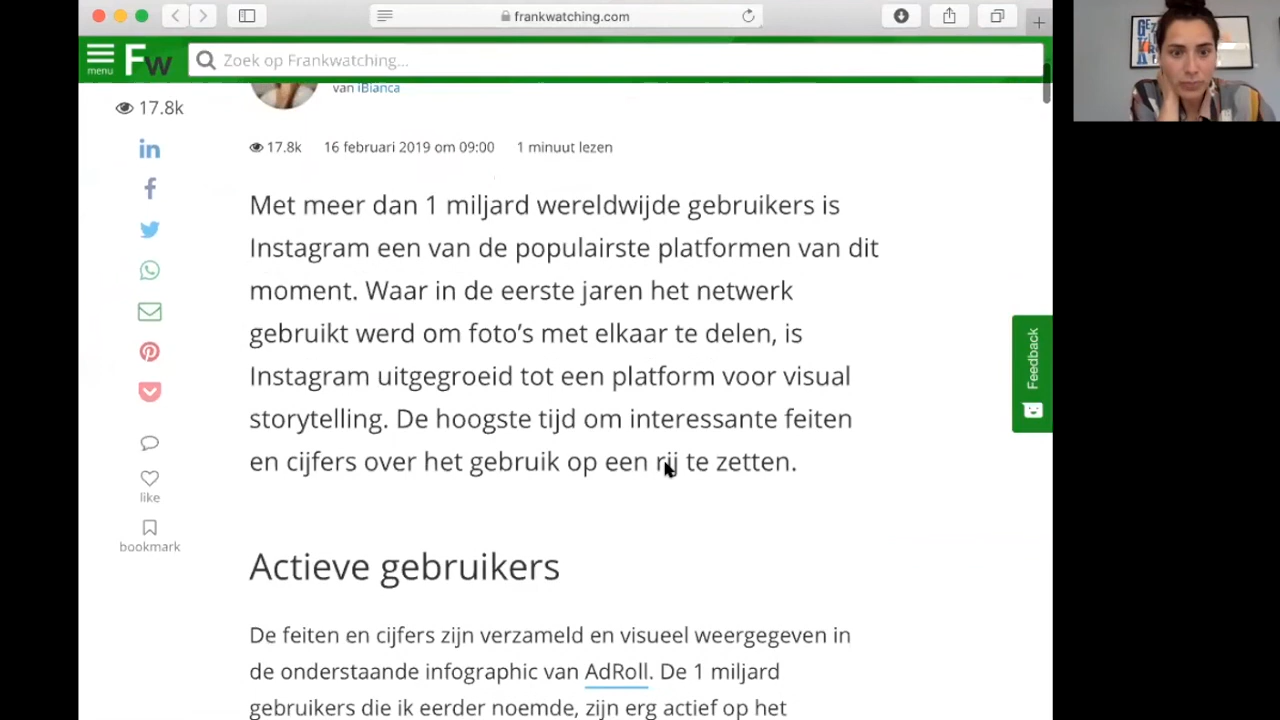 frankwatching.com
menu
Fw
Zoek op Frankwatching...
van iBianca
17.8k
17.8k 16 februari 2019 om 09:00 1 minuut lezen
Met meer dan 1 miljard wereldwijde gebruikers is
Instagram een van de populairste platformen van dit
moment. Waar in de eerste jaren het netwerk
gebruikt werd om foto’s met elkaar te delen, is
Instagram uitgegroeid tot een platform voor visual
storytelling. De hoogste tijd om interessante feiten
en cijfers over het gebruik op een rij te zetten.
like
bookmark
Feedback
Actieve gebruikers
De feiten en cijfers zijn verzameld en visueel weergegeven in
de onderstaande infographic van AdRoll. De 1 miljard
gebruikers die ik eerder noemde, zijn erg actief op het